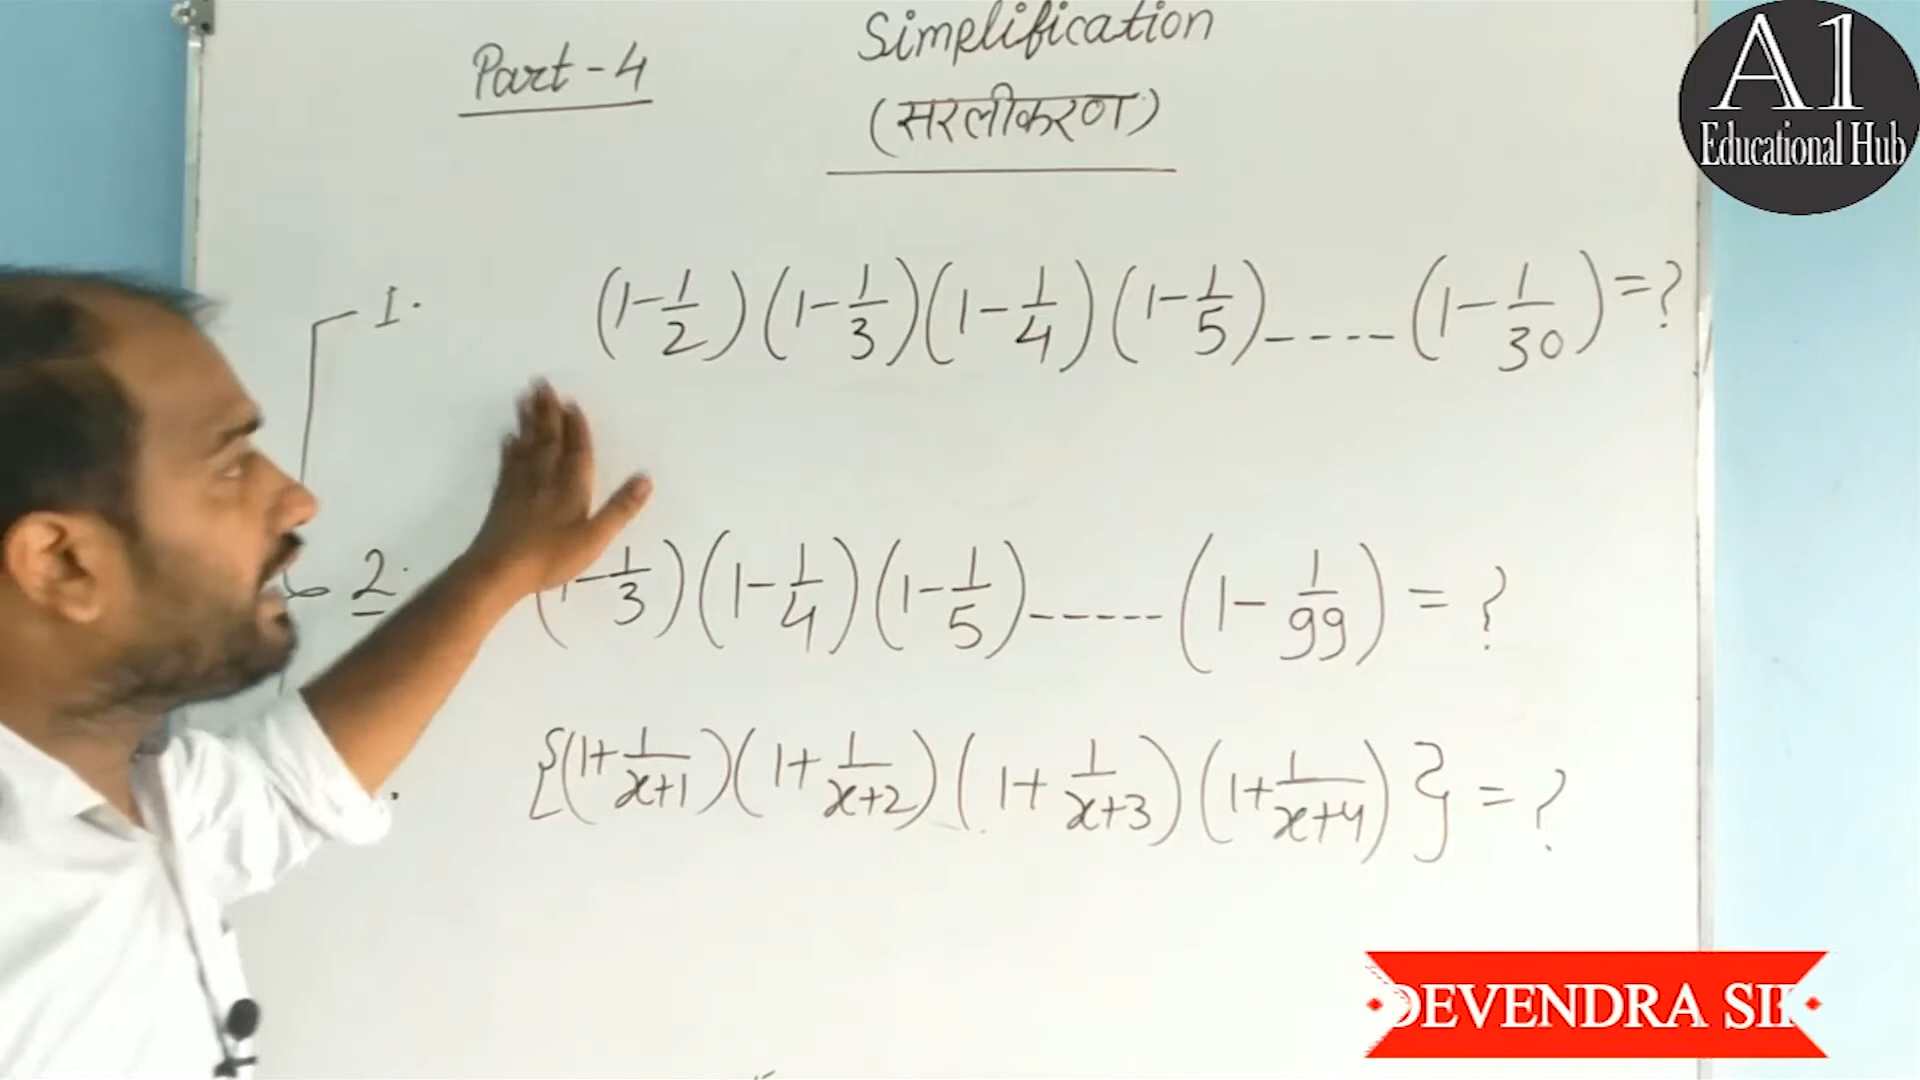 Part-4
Simplification
(सरलीकरण)
A1
Educational Hub
1. (1-1/2)(1-1/3)(1-1/4)(1-1/5)-----(1-1/30)=?
2. (1-1/3)(1-1/4)(1-1/5)------(1-1/99)=?
{(1+1/x+1)(1+1/x+2)(1+1/x+3)(1+1/x+4)}=?
DEVENDRA